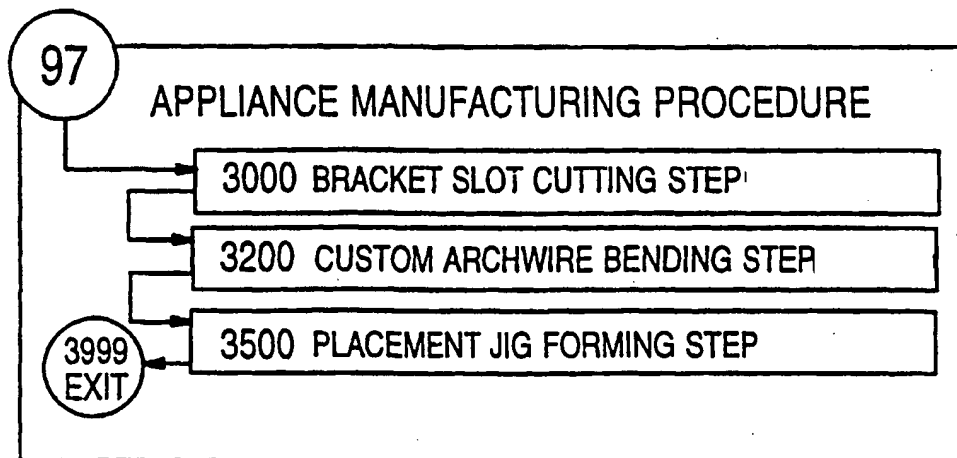 97
APPLIANCE MANUFACTURING PROCEDURE
3000 BRACKET SLOT CUTTING STEP
3200 CUSTOM ARCHWIRE BENDING STEP
3500 PLACEMENT JIG FORMING STEP
3999
EXIT